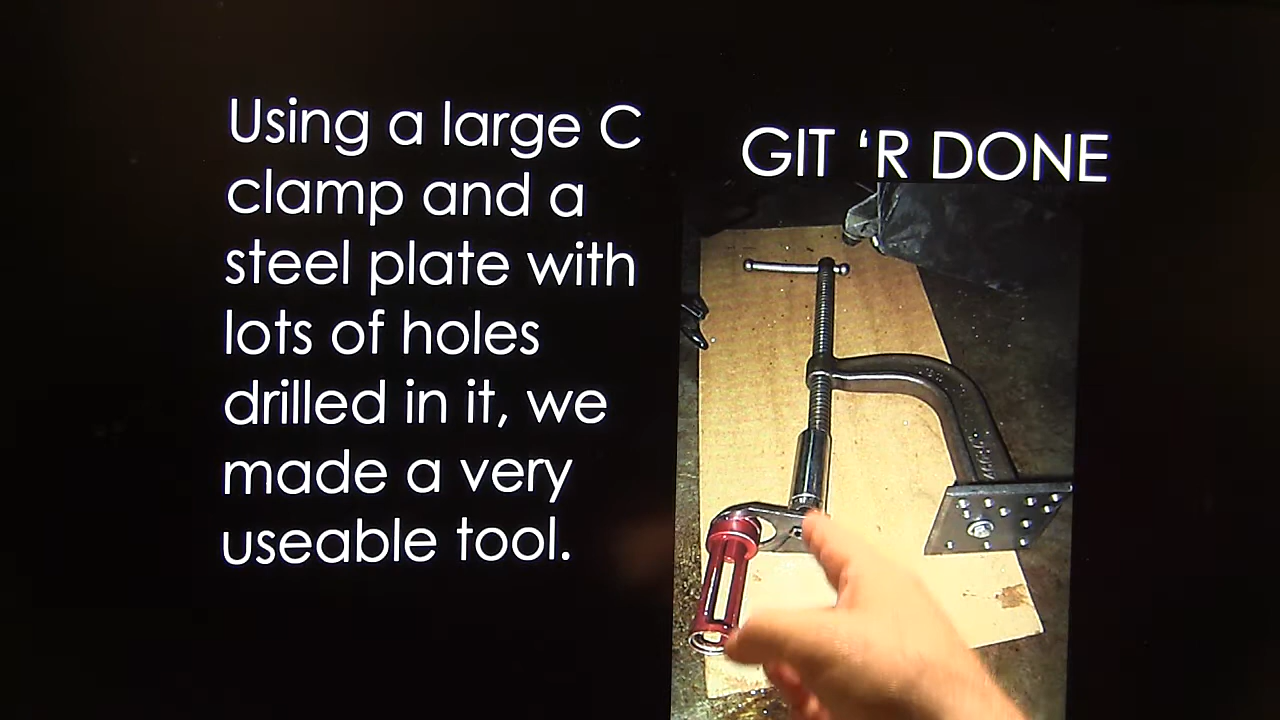 Using a large C
clamp and a
steel plate with
lots of holes
drilled in it, we
made a very
useable tool.
GIT ‘R DONE